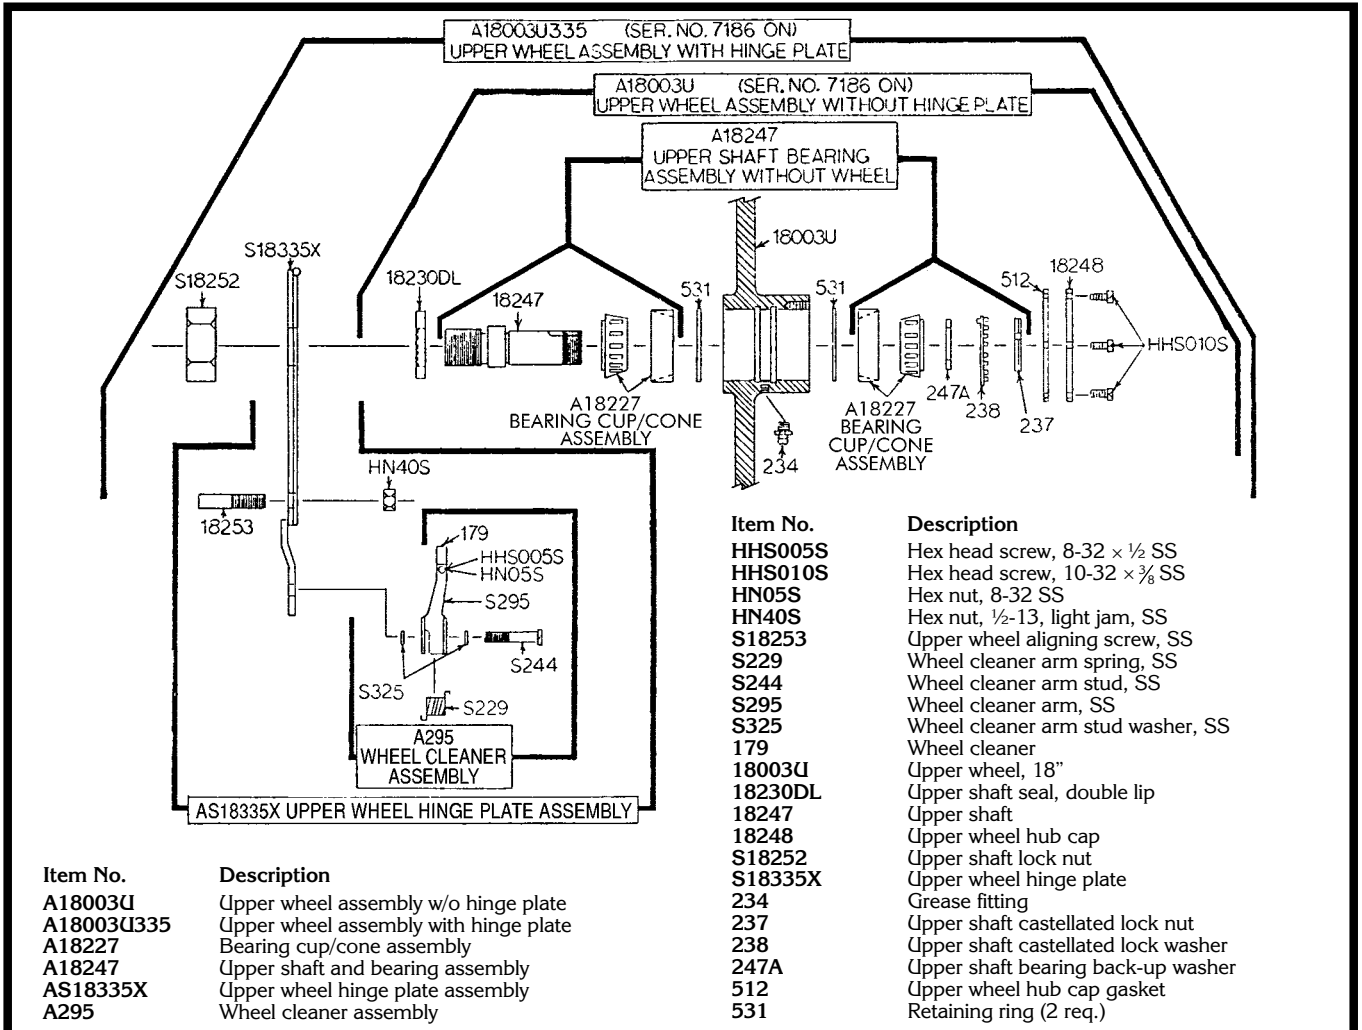 A18003U335 (SER. NO. 7186 ON)
UPPER WHEEL ASSEMBLY WITH HINGE PLATE
A18003U (SER. NO. 7186 ON)
UPPER WHEEL ASSEMBLY WITHOUT HINGE PLATE
A18247
UPPER SHAFT BEARING
ASSEMBLY WITHOUT WHEEL
18003U
S18335X
S18252
18230DL
18247
531
531
512
18248
HHS010S
A18227
BEARING CUP/CONE
ASSEMBLY
234
A18227
BEARING
CUP/CONE
ASSEMBLY
247A
238
237
HN40S
18253
179
HHS005S
HN05S
S295
S244
S325
S229
A295
WHEEL CLEANER
ASSEMBLY
AS18335X UPPER WHEEL HINGE PLATE ASSEMBLY
Item No. Description
A18003U Upper wheel assembly w/o hinge plate
A18003U335 Upper wheel assembly with hinge plate
A18227 Bearing cup/cone assembly
A18247 Upper shaft and bearing assembly
AS18335X Upper wheel hinge plate assembly
A295 Wheel cleaner assembly
Item No. Description
HHS005S Hex head screw, 8-32 × ½ SS
HHS010S Hex head screw, 10-32 × ⅜ SS
HN05S Hex nut, 8-32 SS
HN40S Hex nut, ½-13, light jam, SS
S18253 Upper wheel aligning screw, SS
S229 Wheel cleaner arm spring, SS
S244 Wheel cleaner arm stud, SS
S295 Wheel cleaner arm, SS
S325 Wheel cleaner arm stud washer, SS
179 Wheel cleaner
18003U Upper wheel, 18”
18230DL Upper shaft seal, double lip
18247 Upper shaft
18248 Upper wheel hub cap
S18252 Upper shaft lock nut
S18335X Upper wheel hinge plate
234 Grease fitting
237 Upper shaft castellated lock nut
238 Upper shaft castellated lock washer
247A Upper shaft bearing back-up washer
512 Upper wheel hub cap gasket
531 Retaining ring (2 req.)